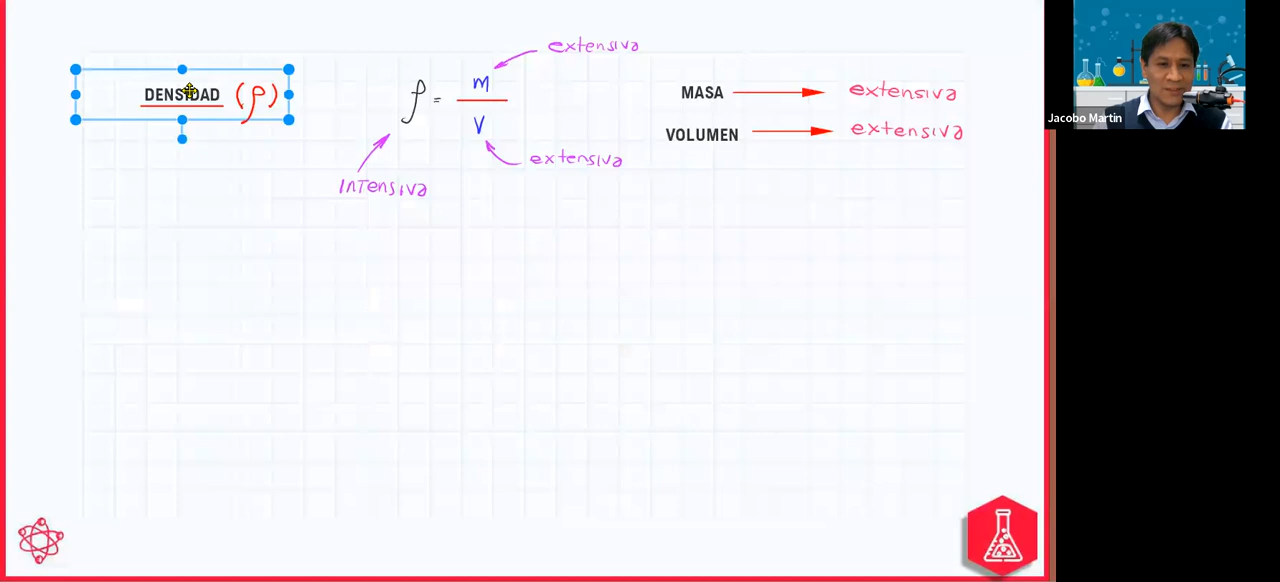 DENSIDAD (ρ)
ρ = m / V
extensiva
extensiva
intensiva
MASA → extensiva
VOLUMEN → extensiva
Jacobo Martin